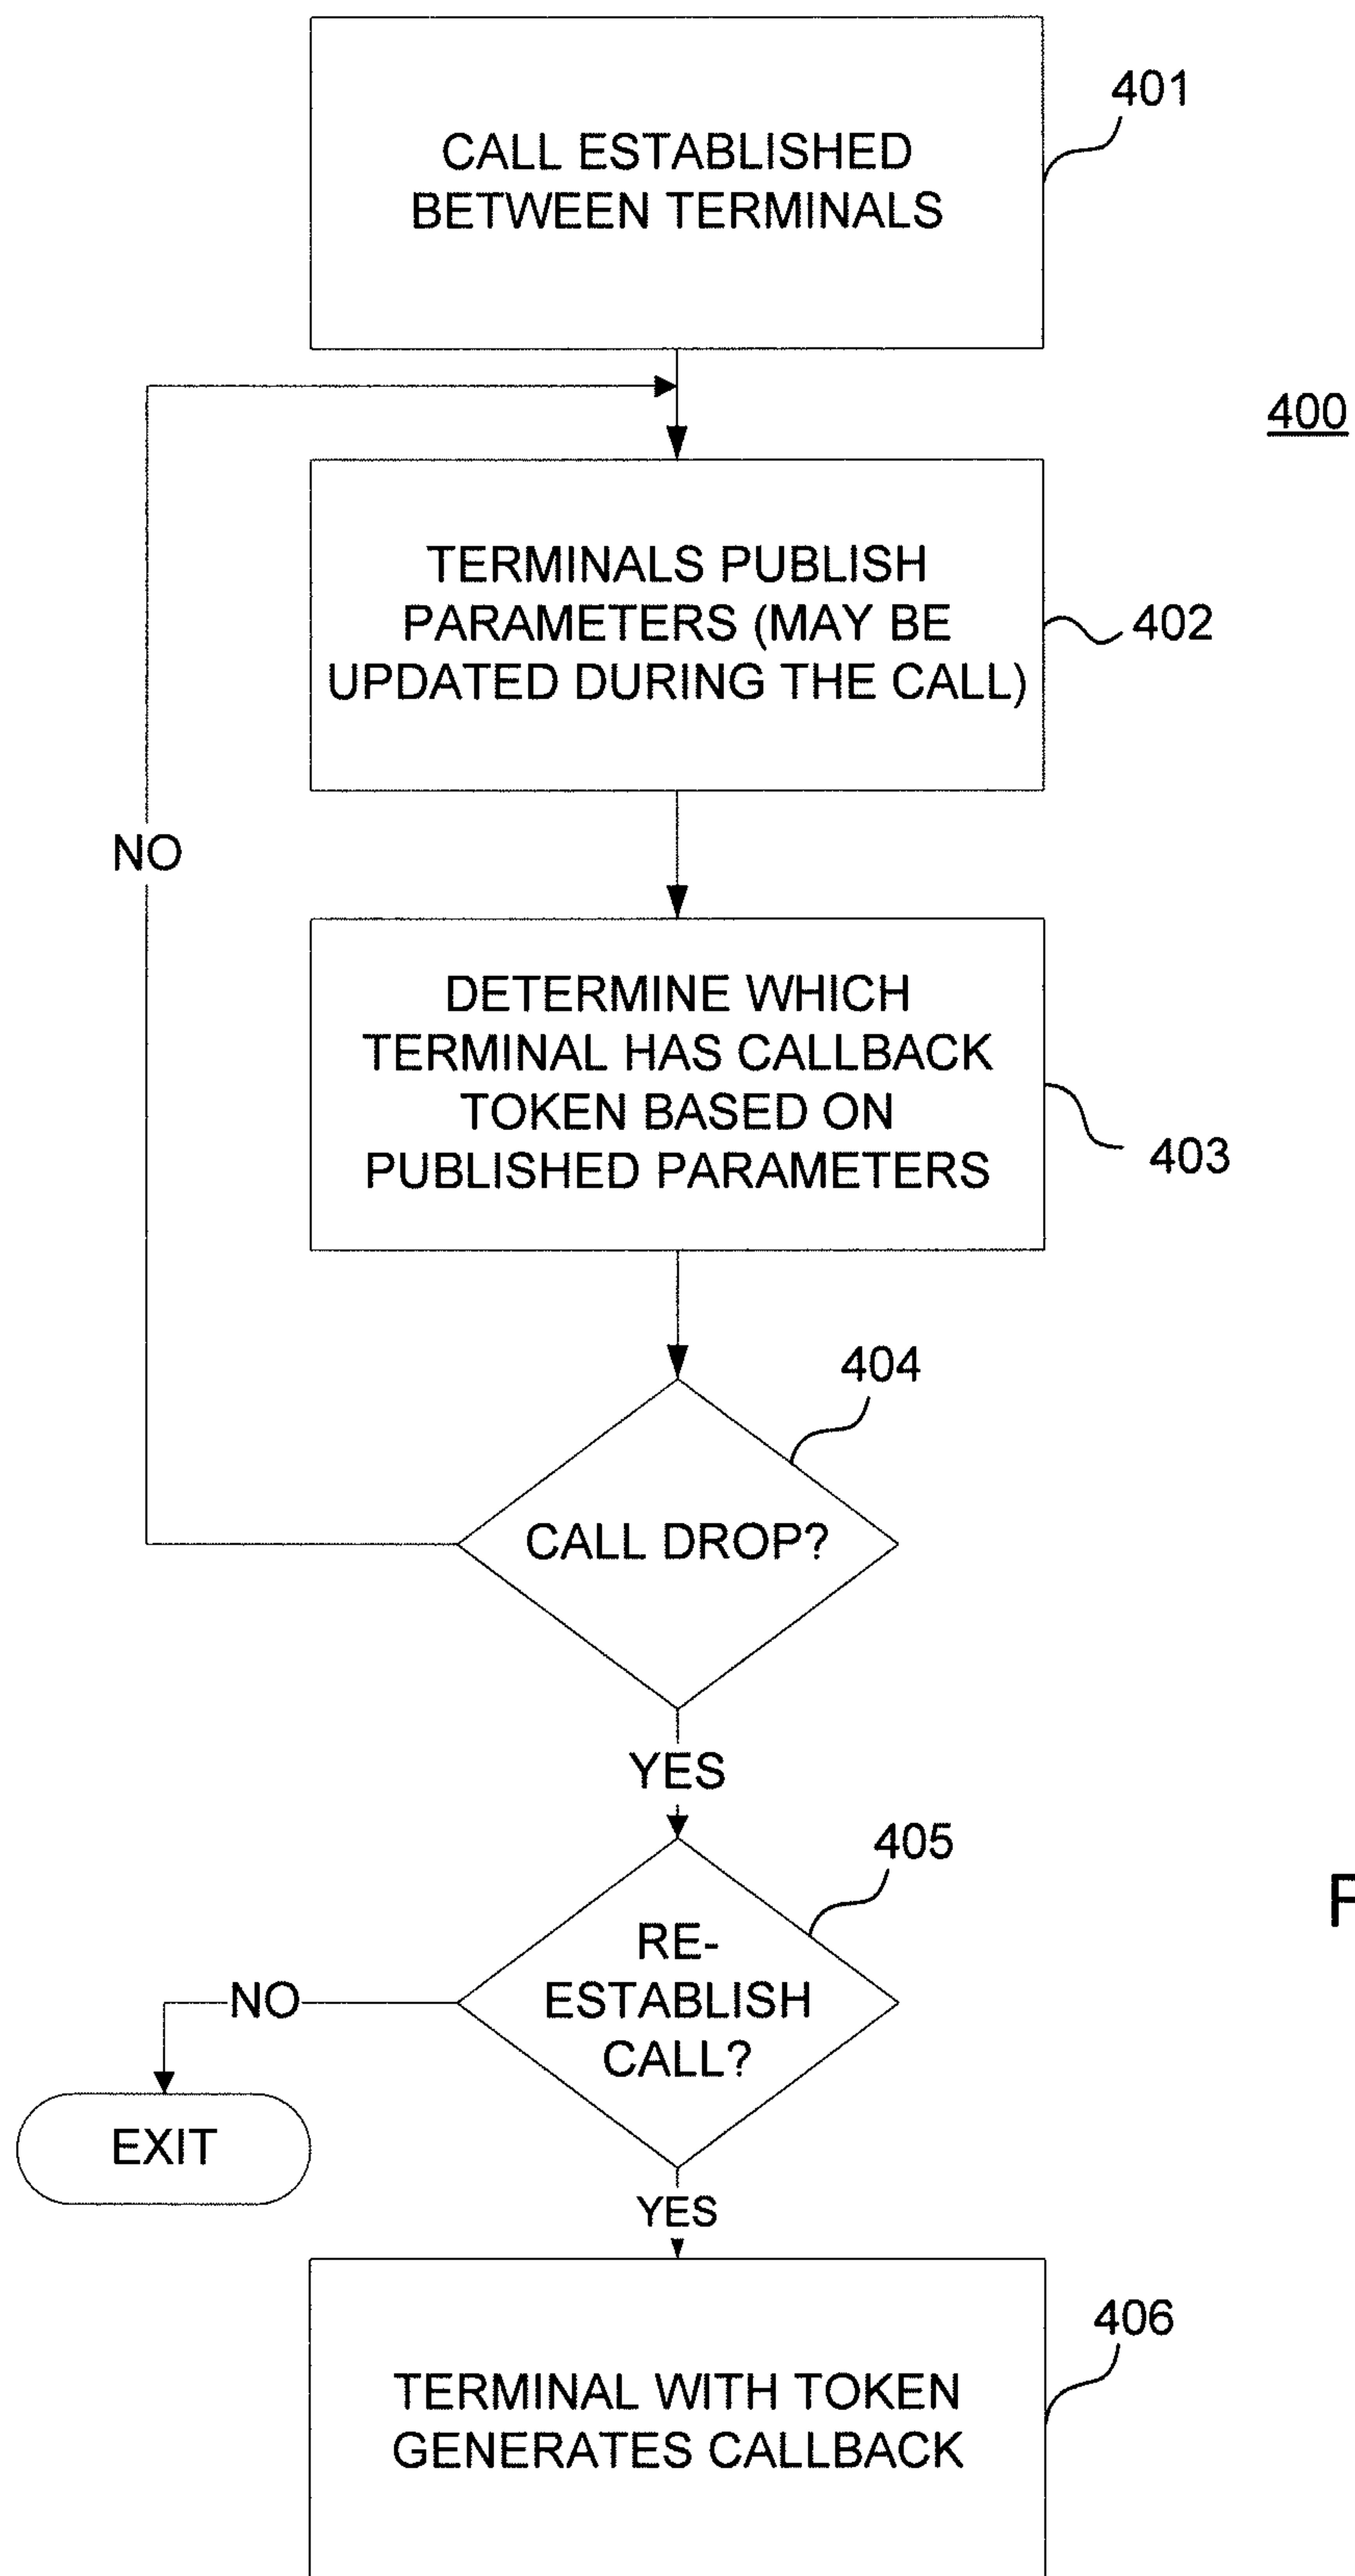 CALL ESTABLISHED
BETWEEN TERMINALS
401
400
TERMINALS PUBLISH
PARAMETERS (MAY BE
UPDATED DURING THE CALL)
402
NO
DETERMINE WHICH
TERMINAL HAS CALLBACK
TOKEN BASED ON
PUBLISHED PARAMETERS
403
404
CALL DROP?
YES
405
RE-
ESTABLISH
CALL?
NO
EXIT
YES
406
TERMINAL WITH TOKEN
GENERATES CALLBACK